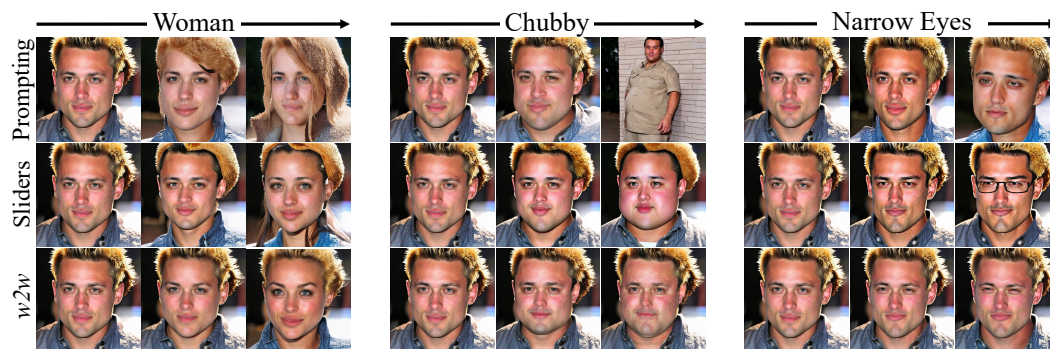 Woman
Chubby
Narrow Eyes
Prompting
Sliders
w2w